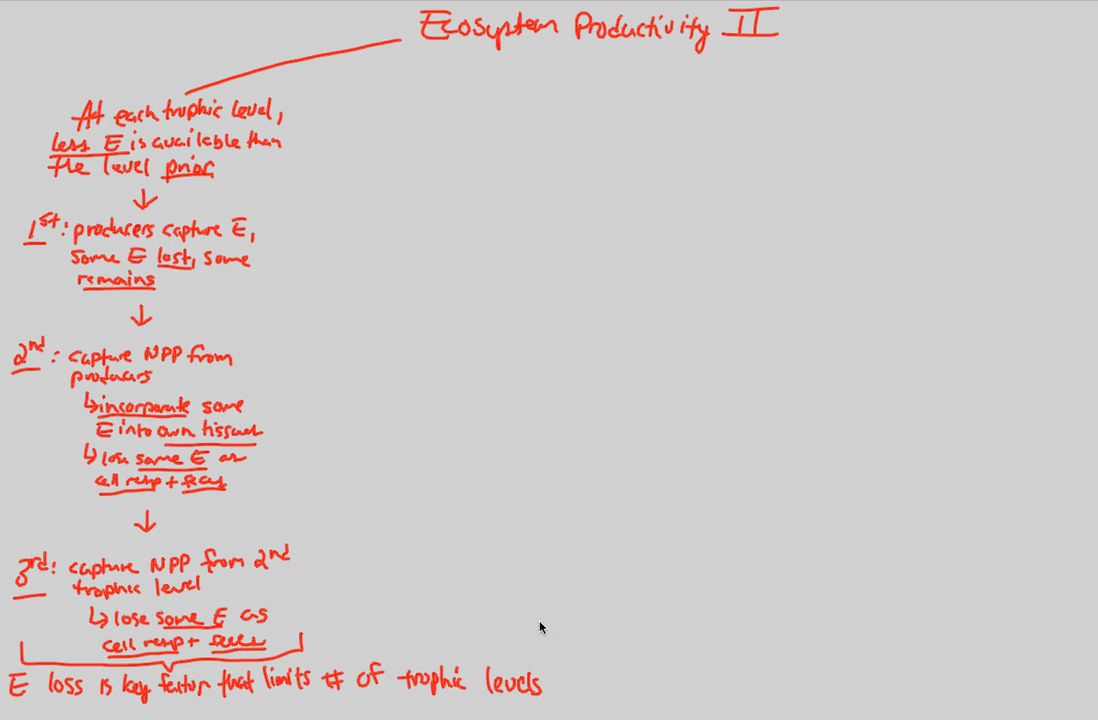 Ecosystem Productivity II
At each trophic level,
less E is available than
the level prior
↓
1st: producers capture E,
some E lost, some
remains
↓
2nd: capture NPP from
producers
↳ incorporate some
E into own tissues
↳ lose some E as
cell resp + feces
↓
3rd: capture NPP from 2nd
trophic level
↳ lose some E as
cell resp + feces
E loss is key factor that limits # of trophic levels